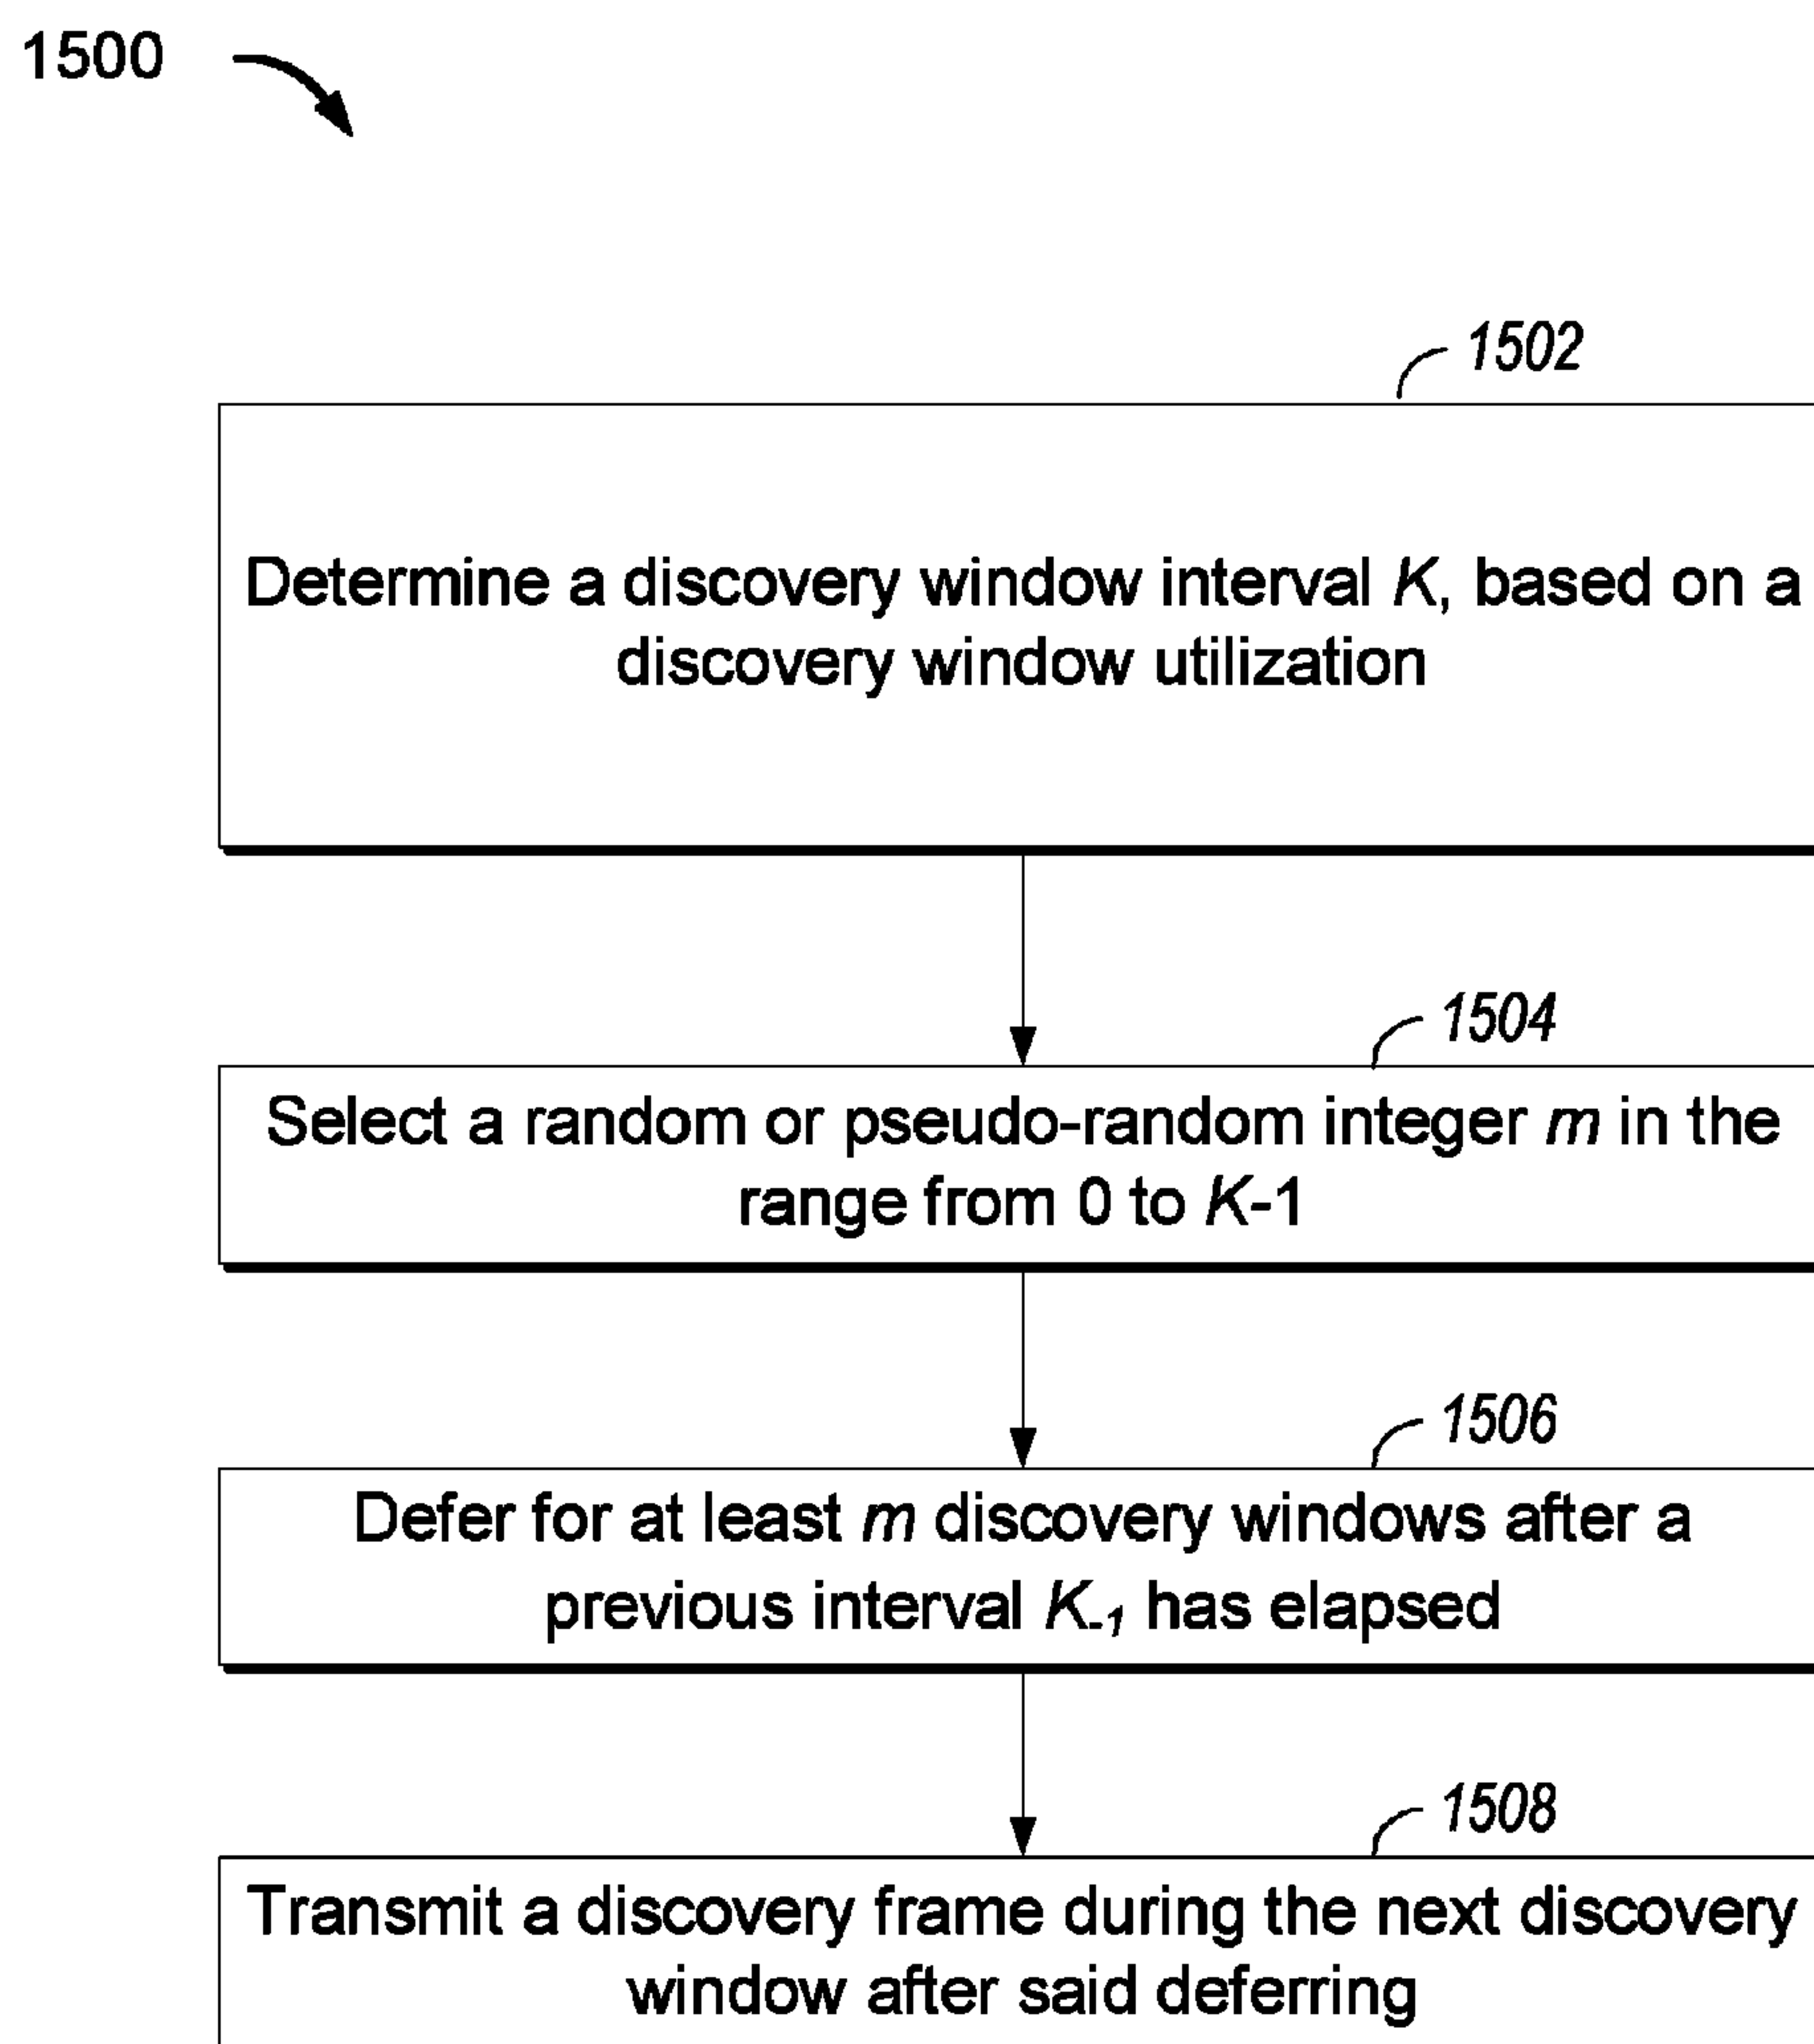 1500
1502
Determine a discovery window interval K, based on a
discovery window utilization
1504
Select a random or pseudo-random integer m in the
range from 0 to K-1
1506
Defer for at least m discovery windows after a
previous interval K-1 has elapsed
1508
Transmit a discovery frame during the next discovery
window after said deferring